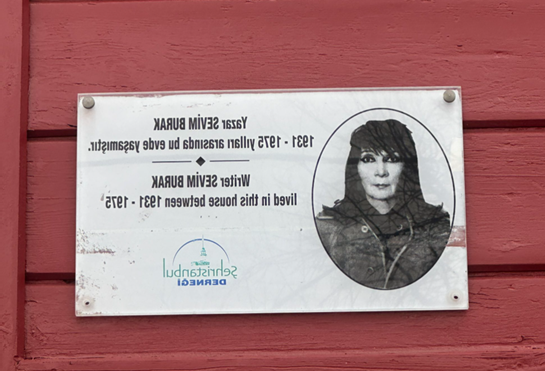 Yazar SEVİM BURAK
1931 - 1975 yılları arasında bu evde yaşamıştır.
Writer SEVİM BURAK
lived in this house between 1931 - 1975
Şehristanbul
DERNEĞİ